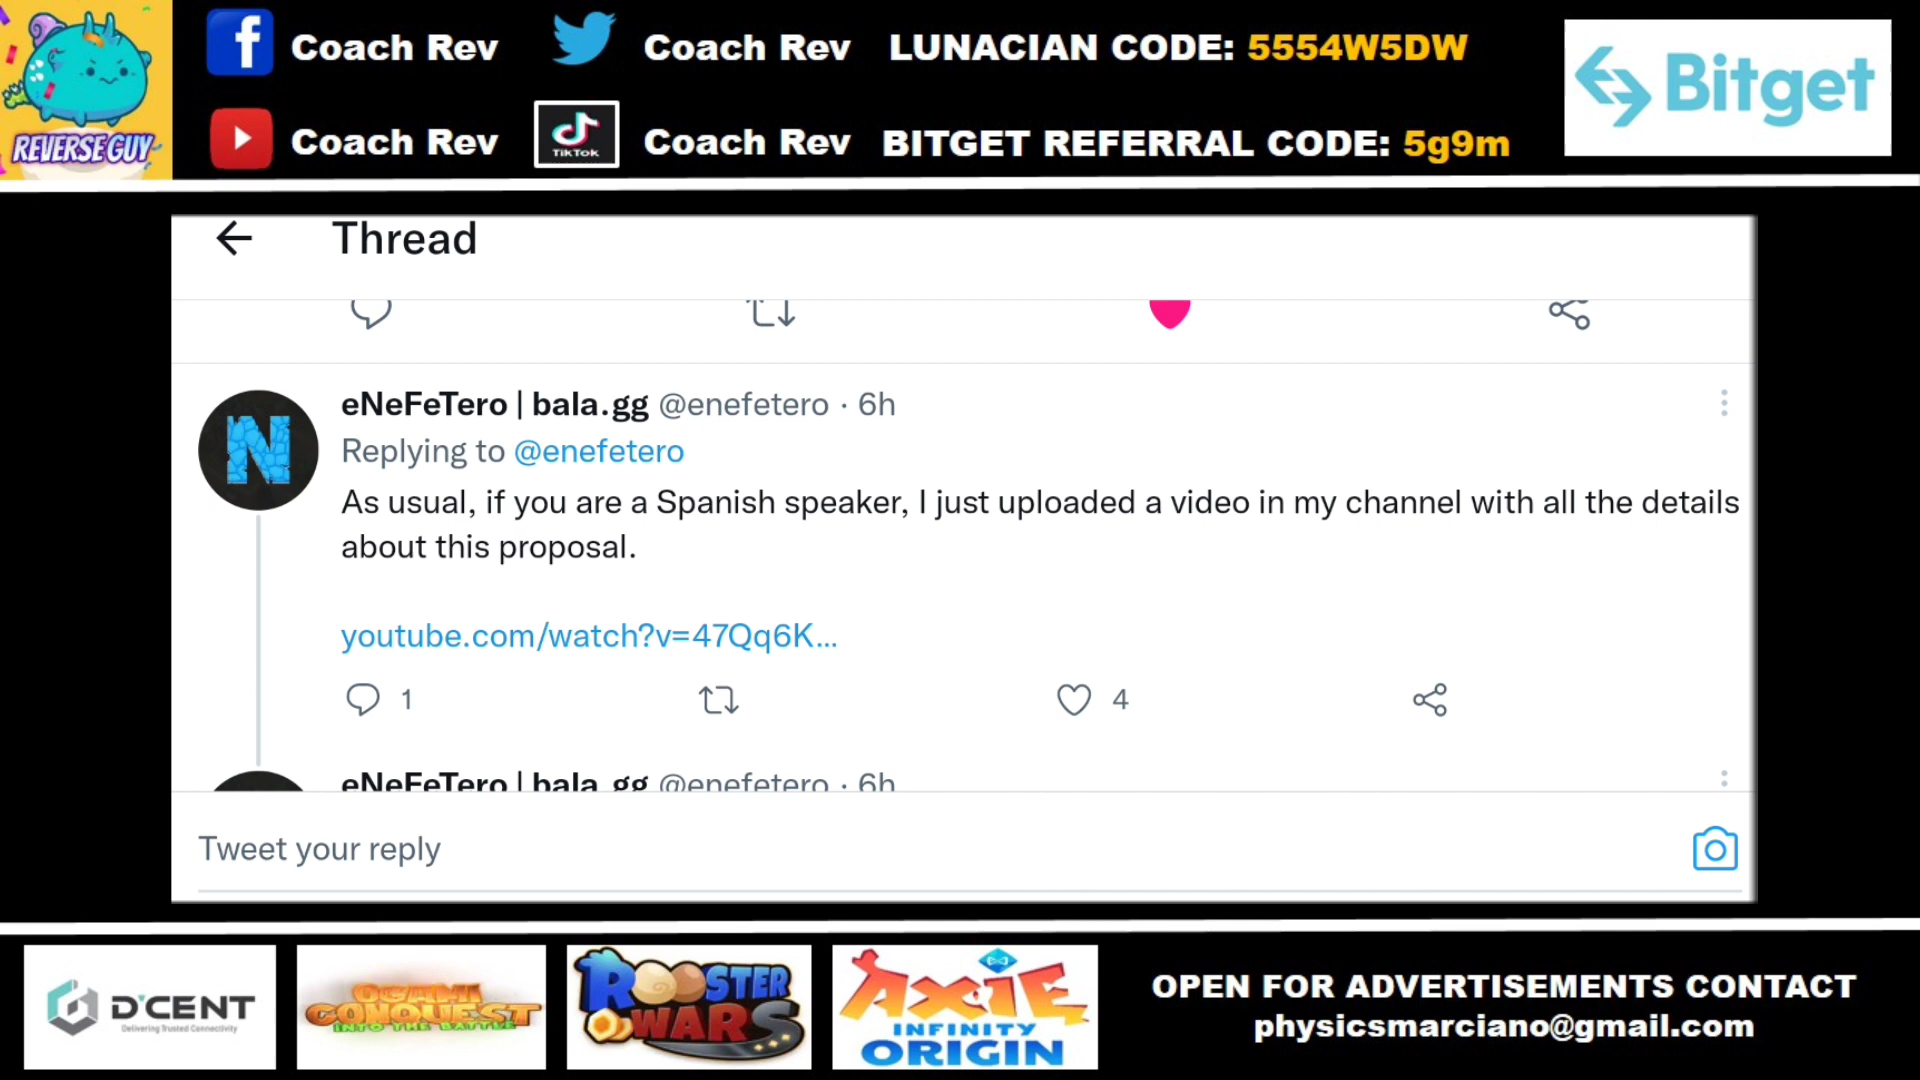 REVERSE GUY
Coach Rev
Coach Rev
LUNACIAN CODE: 5554W5DW
Bitget
Coach Rev
TikTok
Coach Rev
BITGET REFERRAL CODE: 5g9m
Thread
eNeFeTero | bala.gg @enefetero · 6h
Replying to @enefetero
As usual, if you are a Spanish speaker, I just uploaded a video in my channel with all the details
about this proposal.
youtube.com/watch?v=47Qq6K...
1
4
eNeFeTero | bala.gg @enefetero · 6h
Tweet your reply
D'CENT
Delivering Trusted Connectivity
OGAMI
CONQUEST
INTO THE BATTLE
ROOSTER
WARS
AXIE
INFINITY
ORIGIN
OPEN FOR ADVERTISEMENTS CONTACT
physicsmarciano@gmail.com